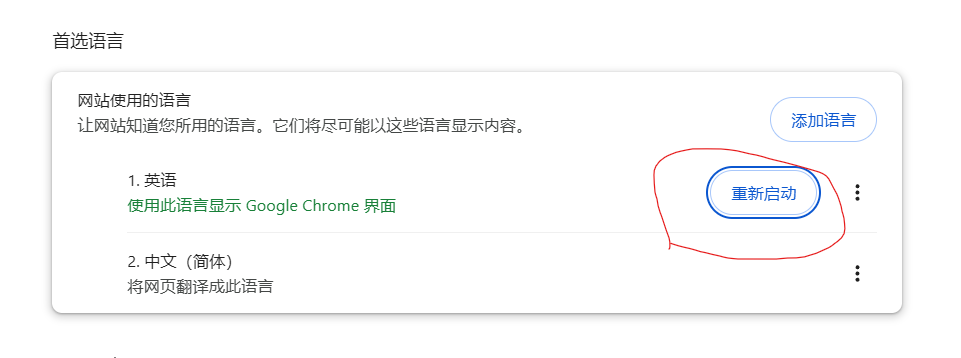 首选语言
网站使用的语言
让网站知道您所用的语言。它们将尽可能以这些语言显示内容。
添加语言
1. 英语
使用此语言显示 Google Chrome 界面
重新启动
2. 中文（简体）
将网页翻译成此语言